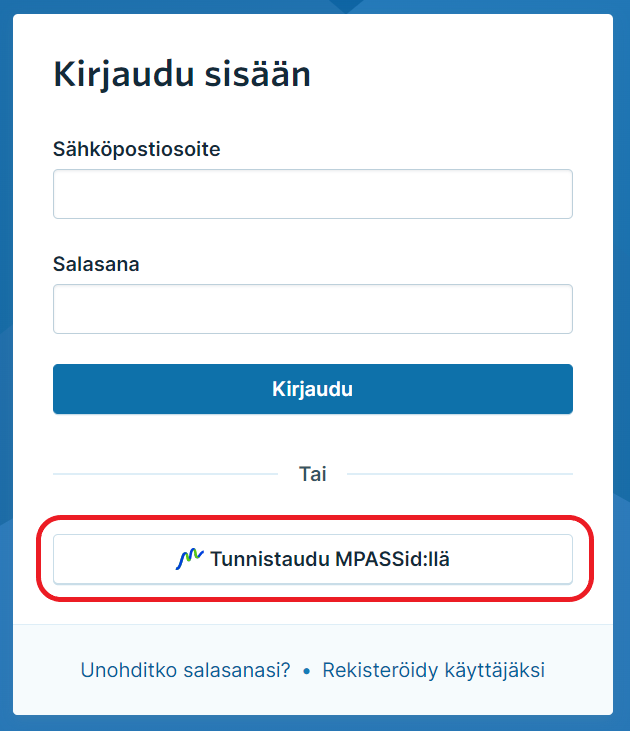 Kirjaudu sisään
Sähköpostiosoite
Salasana
Kirjaudu
Tai
Tunnistaudu MPASSid:llä
Unohditko salasanasi? • Rekisteröidy käyttäjäksi